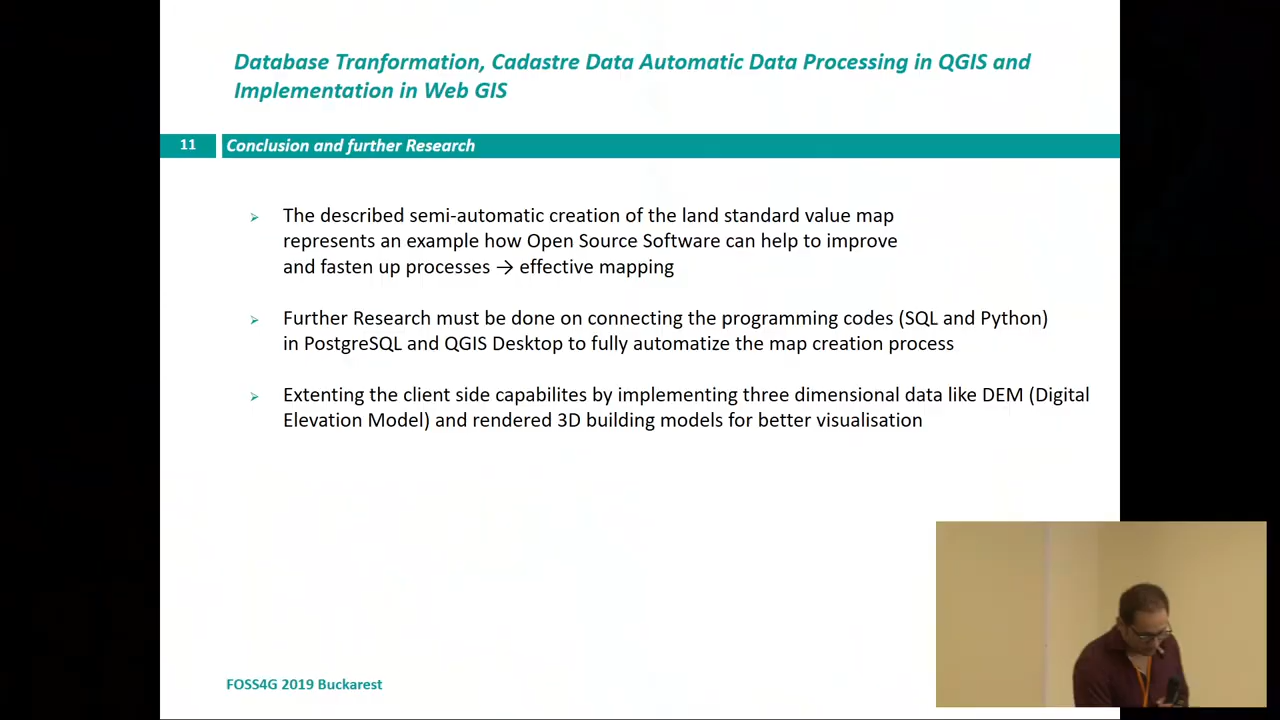 Database Tranformation, Cadastre Data Automatic Data Processing in QGIS and
Implementation in Web GIS
11
Conclusion and further Research
➢ The described semi-automatic creation of the land standard value map
represents an example how Open Source Software can help to improve
and fasten up processes → effective mapping
➢ Further Research must be done on connecting the programming codes (SQL and Python)
in PostgreSQL and QGIS Desktop to fully automatize the map creation process
➢ Extenting the client side capabilites by implementing three dimensional data like DEM (Digital
Elevation Model) and rendered 3D building models for better visualisation
FOSS4G 2019 Buckarest